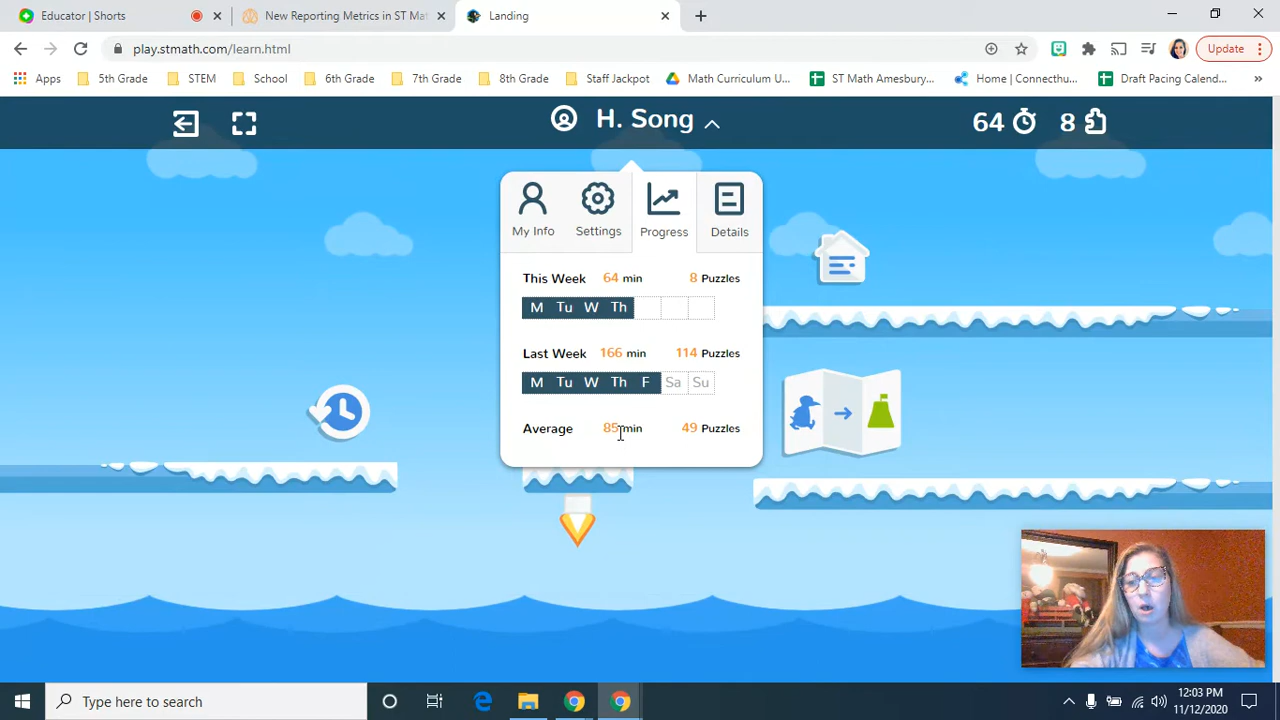 Educator | Shorts
New Reporting Metrics in ST Mat
Landing
play.stmath.com/learn.html
Update
Apps
5th Grade
STEM
School
6th Grade
7th Grade
8th Grade
Staff Jackpot
Math Curriculum U...
ST Math Amesbury...
Home | Connecthu...
Draft Pacing Calend...
»
H. Song
64
8
My Info
Settings
Progress
Details
This Week 64 min 8 Puzzles
M Tu W Th
Last Week 166 min 114 Puzzles
M Tu W Th F Sa Su
Average 85 min 49 Puzzles
Type here to search
12:03 PM
11/12/2020